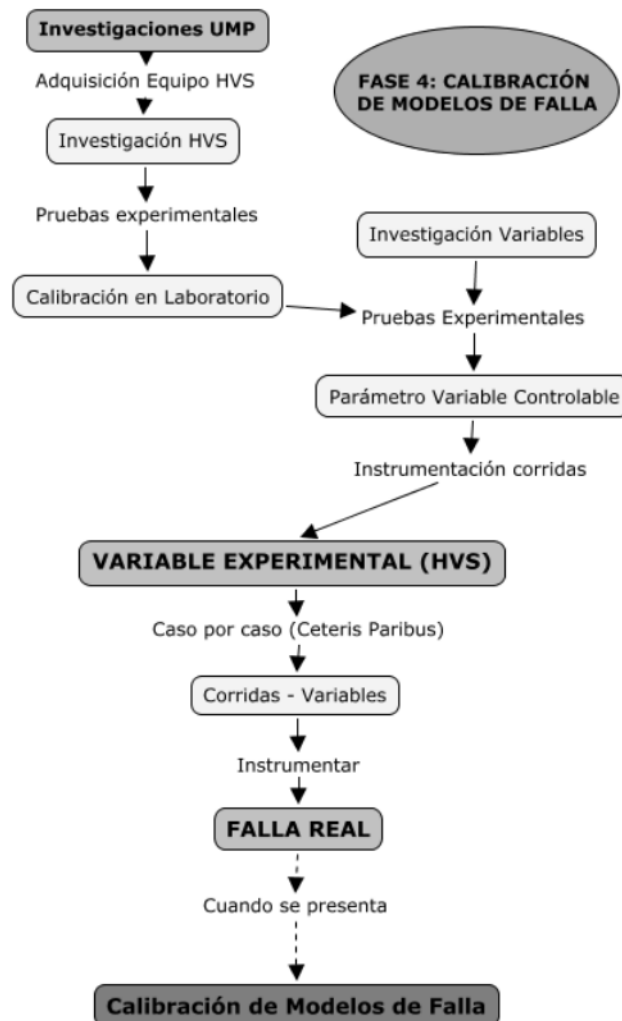 Investigaciones UMP
Adquisición Equipo HVS
FASE 4: CALIBRACIÓN
DE MODELOS DE FALLA
Investigación HVS
Pruebas experimentales
Investigación Variables
Calibración en Laboratorio
Pruebas Experimentales
Parámetro Variable Controlable
Instrumentación corridas
VARIABLE EXPERIMENTAL (HVS)
Caso por caso (Ceteris Paribus)
Corridas - Variables
Instrumentar
FALLA REAL
Cuando se presenta
Calibración de Modelos de Falla